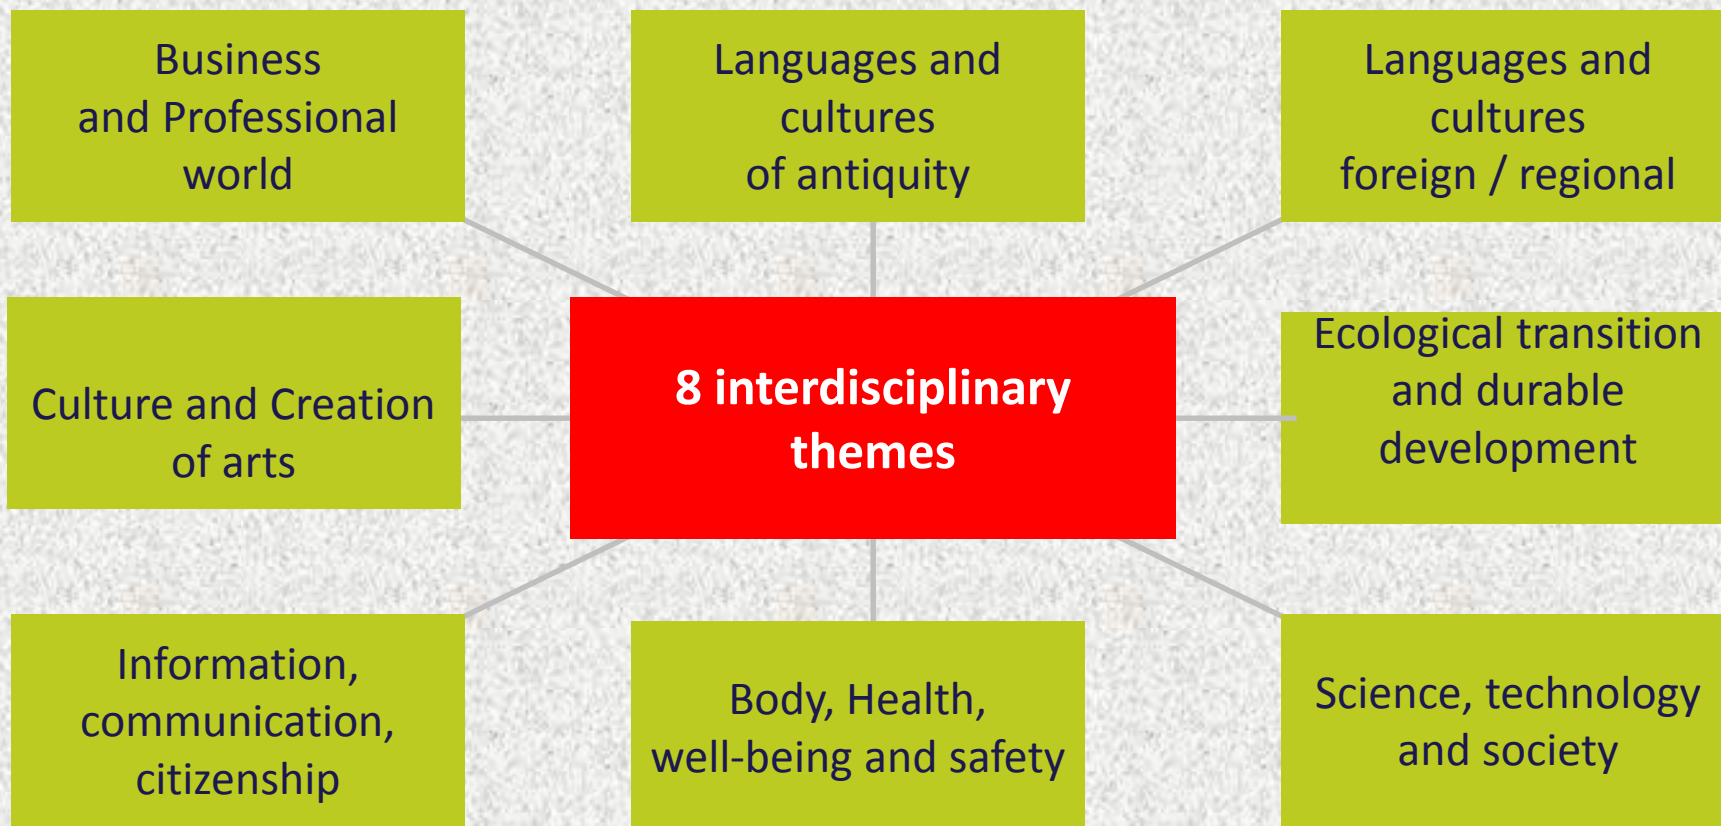 Business
and Professional
world
Languages and
cultures
of antiquity
Languages and
cultures
foreign / regional
Culture and Creation
of arts
8 interdisciplinary
themes
Ecological transition
and durable
development
Information,
communication,
citizenship
Body, Health,
well-being and safety
Science, technology
and society